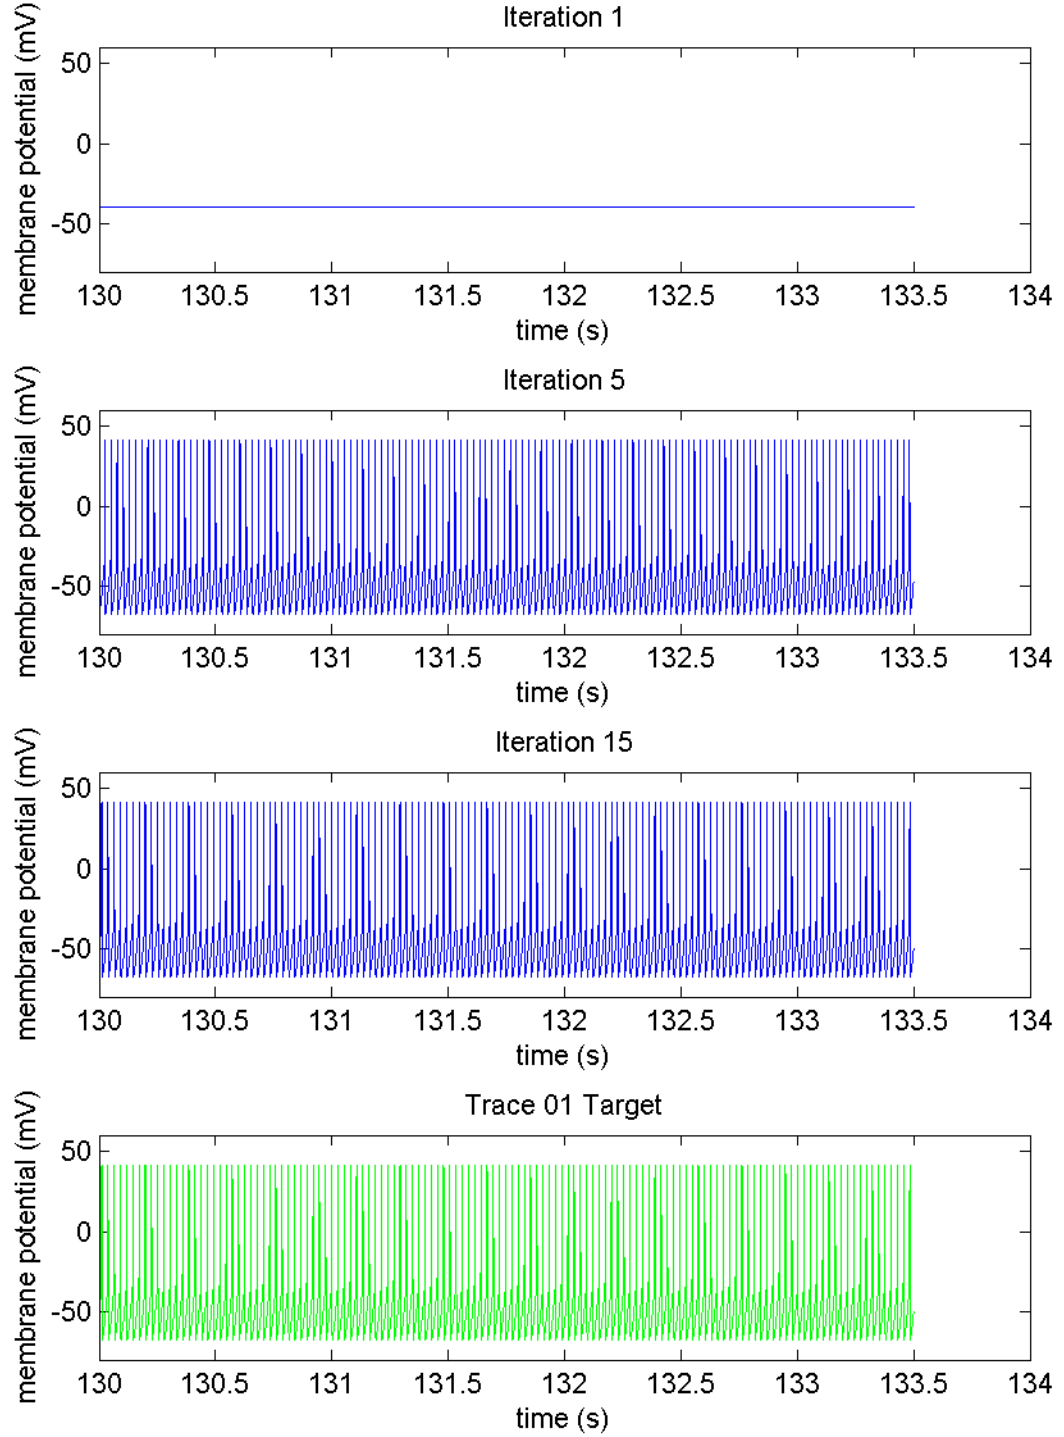 Iteration 1
membrane potential (mV)
50
0
-50
130 130.5 131 131.5 132 132.5 133 133.5 134
time (s)
Iteration 5
membrane potential (mV)
50
0
-50
130 130.5 131 131.5 132 132.5 133 133.5 134
time (s)
Iteration 15
membrane potential (mV)
50
0
-50
130 130.5 131 131.5 132 132.5 133 133.5 134
time (s)
Trace 01 Target
membrane potential (mV)
50
0
-50
130 130.5 131 131.5 132 132.5 133 133.5 134
time (s)